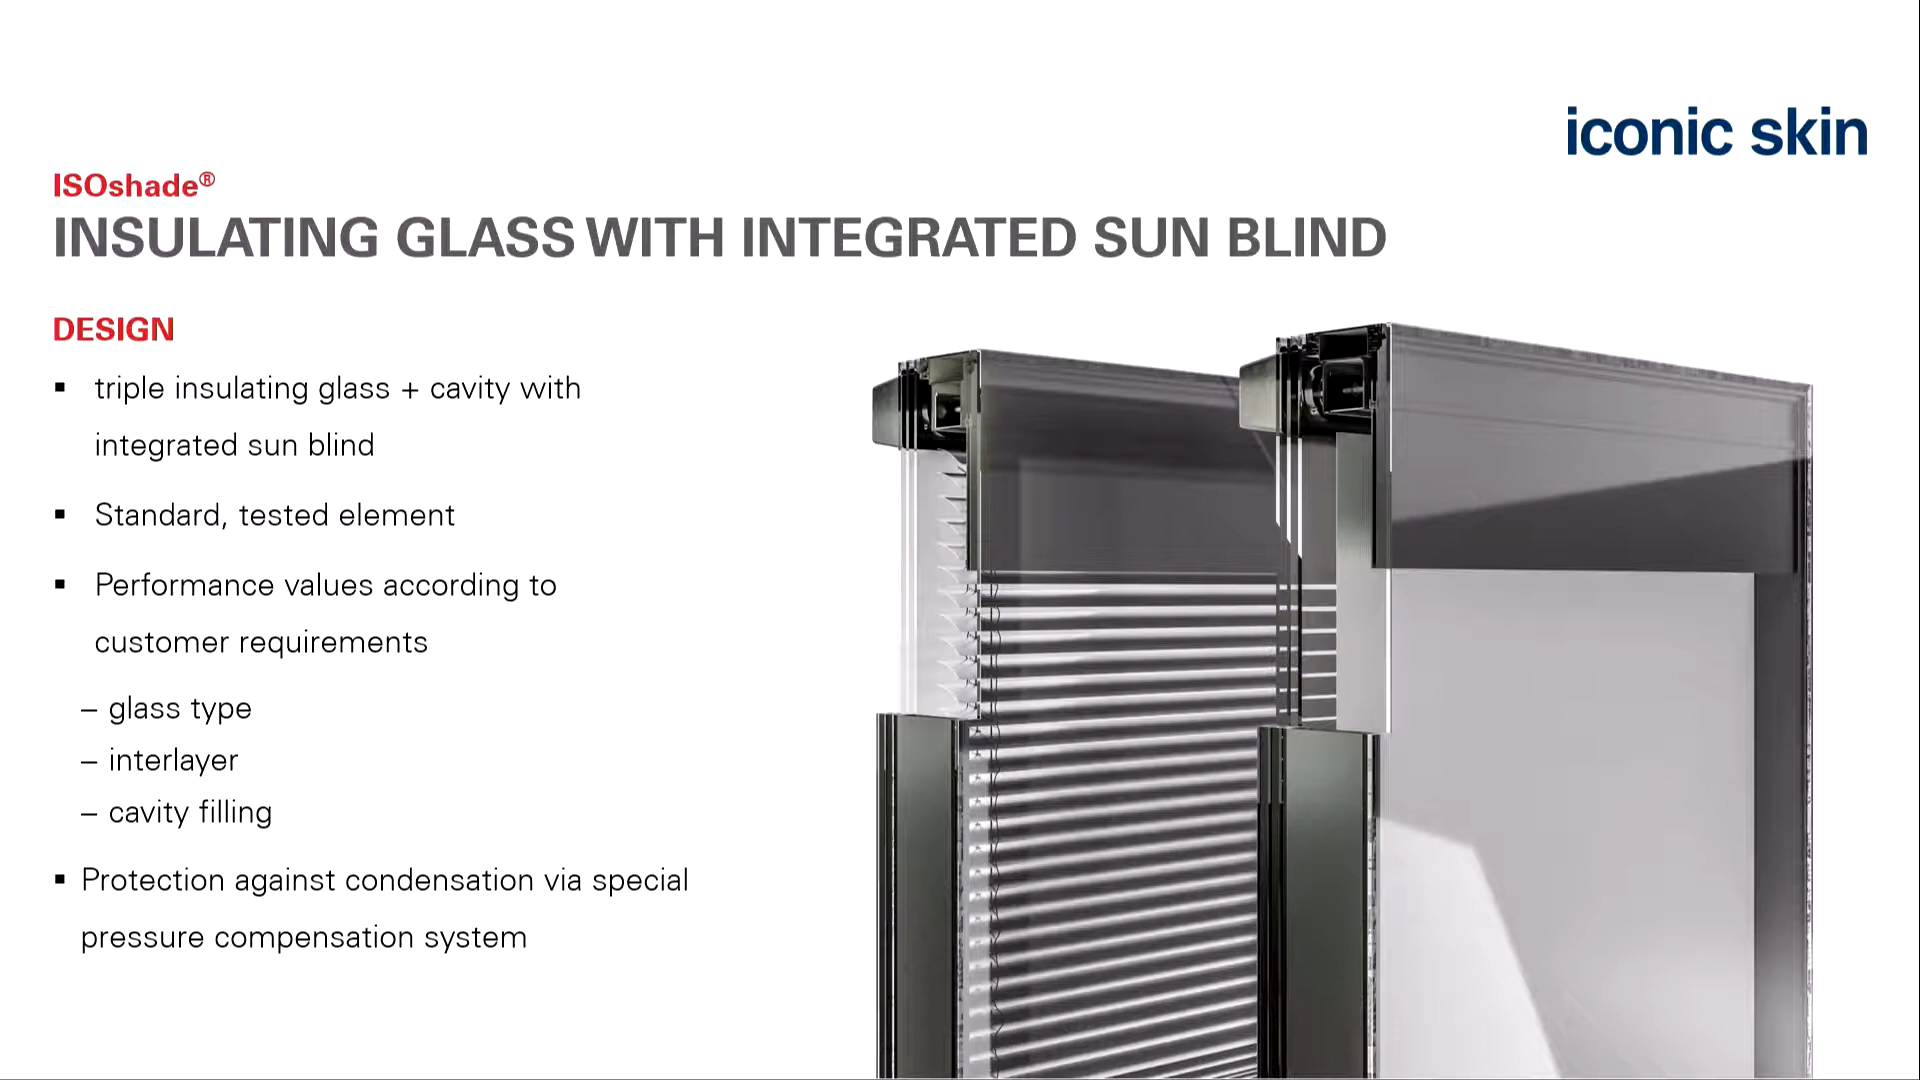 iconic skin
ISOshade®
INSULATING GLASS WITH INTEGRATED SUN BLIND
DESIGN
▪ triple insulating glass + cavity with
integrated sun blind
▪ Standard, tested element
▪ Performance values according to
customer requirements
– glass type
– interlayer
– cavity filling
▪ Protection against condensation via special
pressure compensation system